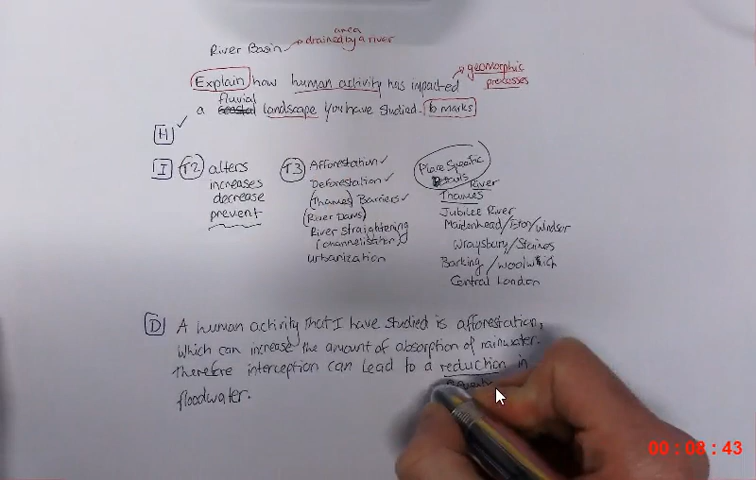 area
River Basin drained by a river
Explain how human activity has impacted geomorphic
processes
fluvial
a coastal landscape you have studied. 6 marks
H
I T2 alters
increases
decrease
prevent
T3 Afforestation
Deforestation
(Thames) Barriers
(River Dams)
River straightening
(channelisation)
urbanization
Place Specific
Details
River
Thames
Jubilee River
Maidenhead/Eton/Windsor
Wraysbury/Staines
Barking/Woolwich
Central London
D A human activity that I have studied is afforestation,
which can increase the amount of absorption of rainwater.
Therefore interception can lead to a reduction in
floodwater.
00:08:43